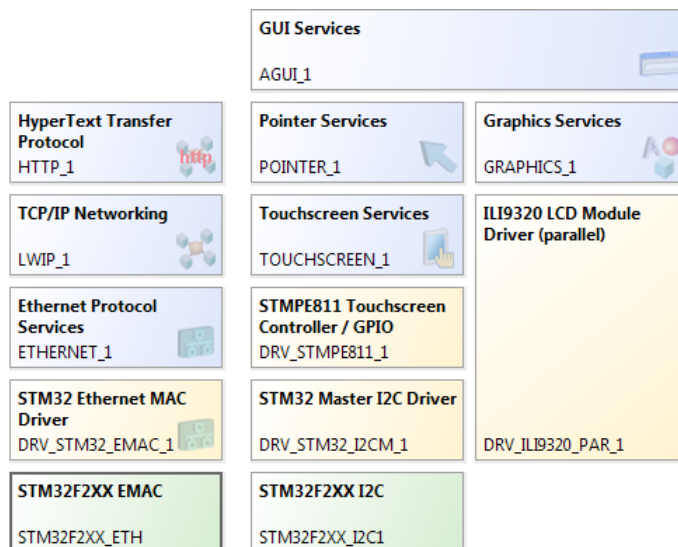 GUI Services
AGUI_1
HyperText Transfer
Protocol
http
HTTP_1
Pointer Services
POINTER_1
Graphics Services
A
GRAPHICS_1
TCP/IP Networking
LWIP_1
Touchscreen Services
TOUCHSCREEN_1
ILI9320 LCD Module
Driver (parallel)
DRV_ILI9320_PAR_1
Ethernet Protocol
Services
ETHERNET_1
STMPE811 Touchscreen
Controller / GPIO
DRV_STMPE811_1
STM32 Ethernet MAC
Driver
DRV_STM32_EMAC_1
STM32 Master I2C Driver
DRV_STM32_I2CM_1
STM32F2XX EMAC
STM32F2XX_ETH
STM32F2XX I2C
STM32F2XX_I2C1